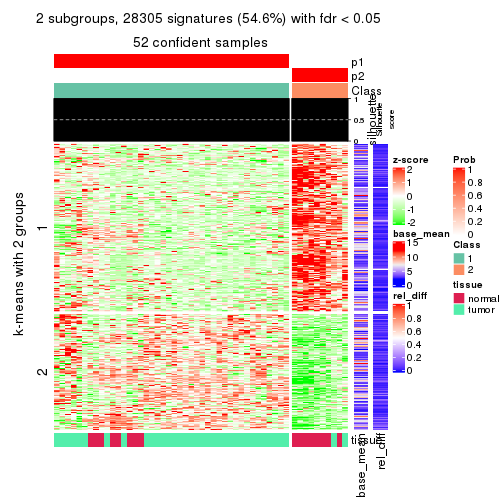 2 subgroups, 28305 signatures (54.6%) with fdr < 0.05
52 confident samples
p1
p2
Class
1
0.5
0
silhouette
Silhouette
score
k-means with 2 groups
1
2
z-score
2
1
0
-1
-2
base_mean
15
10
5
0
rel_diff
1
0.8
0.6
0.4
0.2
0
Prob
1
0.8
0.6
0.4
0.2
0
Class
1
2
tissue
normal
tumor
tissue
base_mean
rel_diff